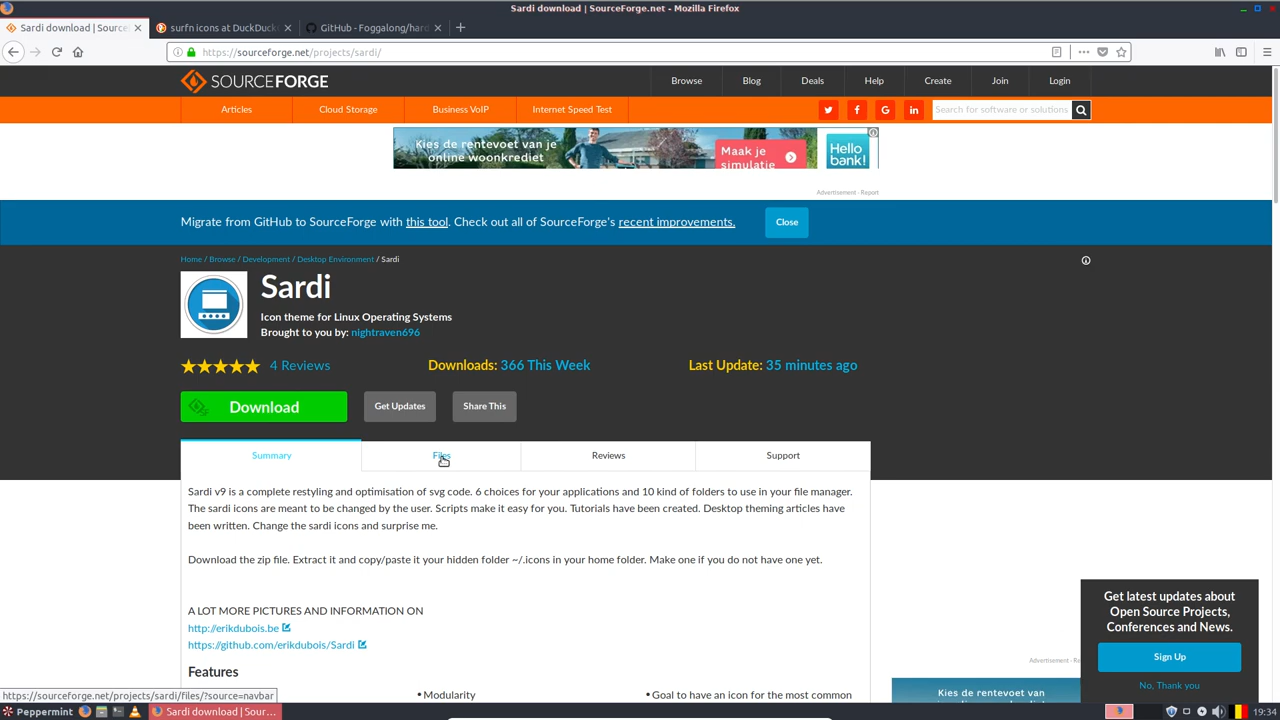 Sardi download | SourceForge.net - Mozilla Firefox
Sardi download | Source
surfn icons at DuckDuck
GitHub - Foggalong/hard
https://sourceforge.net/projects/sardi/
SOURCEFORGE
Browse
Blog
Deals
Help
Create
Join
Login
Articles
Cloud Storage
Business VoIP
Internet Speed Test
Search for software or solutions
Kies de rentevoet van je
online woonkrediet
Maak je
simulatie
Hello
bank!
Advertisement - Report
Migrate from GitHub to SourceForge with this tool. Check out all of SourceForge's recent improvements.
Close
Home / Browse / Development / Desktop Environment / Sardi
Sardi
Icon theme for Linux Operating Systems
Brought to you by: nightraven696
4 Reviews
Downloads: 366 This Week
Last Update: 35 minutes ago
Download
Get Updates
Share This
Summary
Files
Reviews
Support
Sardi v9 is a complete restyling and optimisation of svg code. 6 choices for your applications and 10 kind of folders to use in your file manager.
The sardi icons are meant to be changed by the user. Scripts make it easy for you. Tutorials have been created. Desktop theming articles have
been written. Change the sardi icons and surprise me.
Download the zip file. Extract it and copy/paste it your hidden folder ~/.icons in your home folder. Make one if you do not have one yet.
A LOT MORE PICTURES AND INFORMATION ON
http://erikdubois.be
https://github.com/erikdubois/Sardi
Features
• Modularity
• Goal to have an icon for the most common
Get latest updates about
Open Source Projects,
Conferences and News.
Sign Up
No, Thank you
Advertisement - Re
Kies de rentevoet van je
https://sourceforge.net/projects/sardi/files/?source=navbar
Peppermint
Sardi download | Sour...
19:34